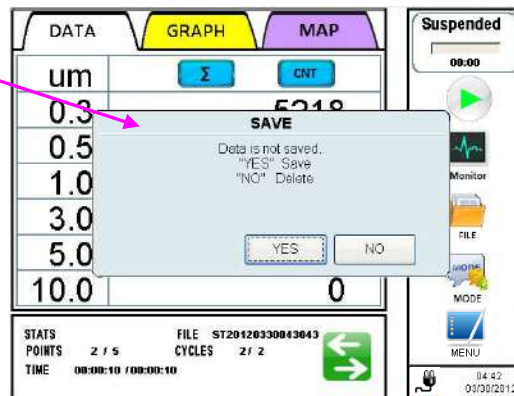 DATA GRAPH MAP
um Σ CNT
0.3
0.5
1.0
3.0
5.0
10.0 0
SAVE
Data is not saved.
"YES" Save
"NO" Delete
YES NO
STATS FILE ST20120330043043
POINTS 2 / 5 CYCLES 2 / 2
TIME 00:00:10 / 00:00:10
Suspended
00:00
Monitor
FILE
MODE
MENU
04:42
03/30/2012